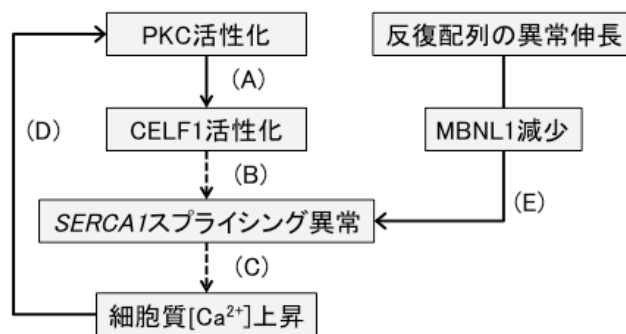 PKC活性化
反復配列の異常伸長
(A)
(D)
CELF1活性化
MBNL1減少
(B)
(E)
SERCA1スプライシング異常
(C)
細胞質[Ca²⁺]上昇